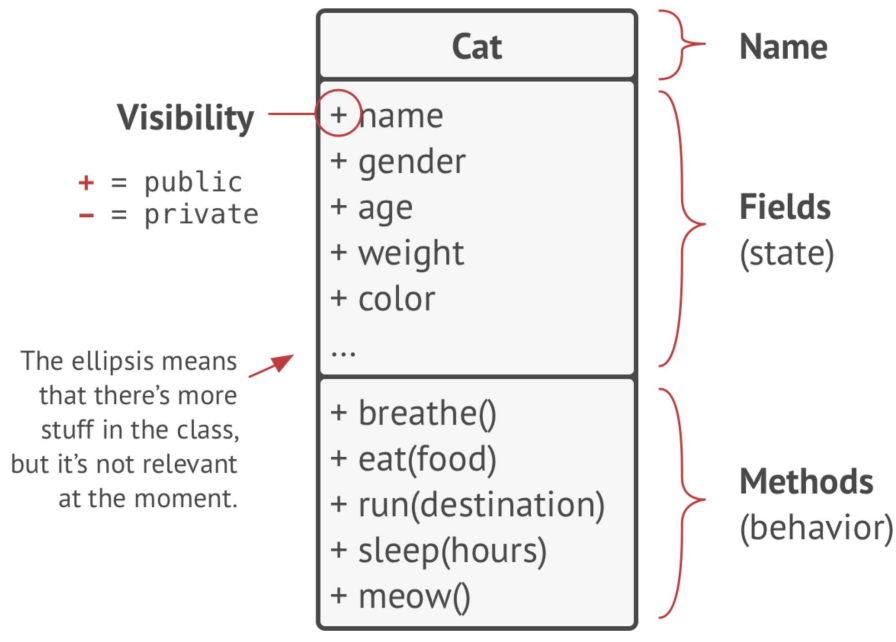 Cat
Name
Visibility
+ = public
− = private
+ name
+ gender
+ age
+ weight
+ color
...
Fields
(state)
The ellipsis means
that there’s more
stuff in the class,
but it’s not relevant
at the moment.
+ breathe()
+ eat(food)
+ run(destination)
+ sleep(hours)
+ meow()
Methods
(behavior)